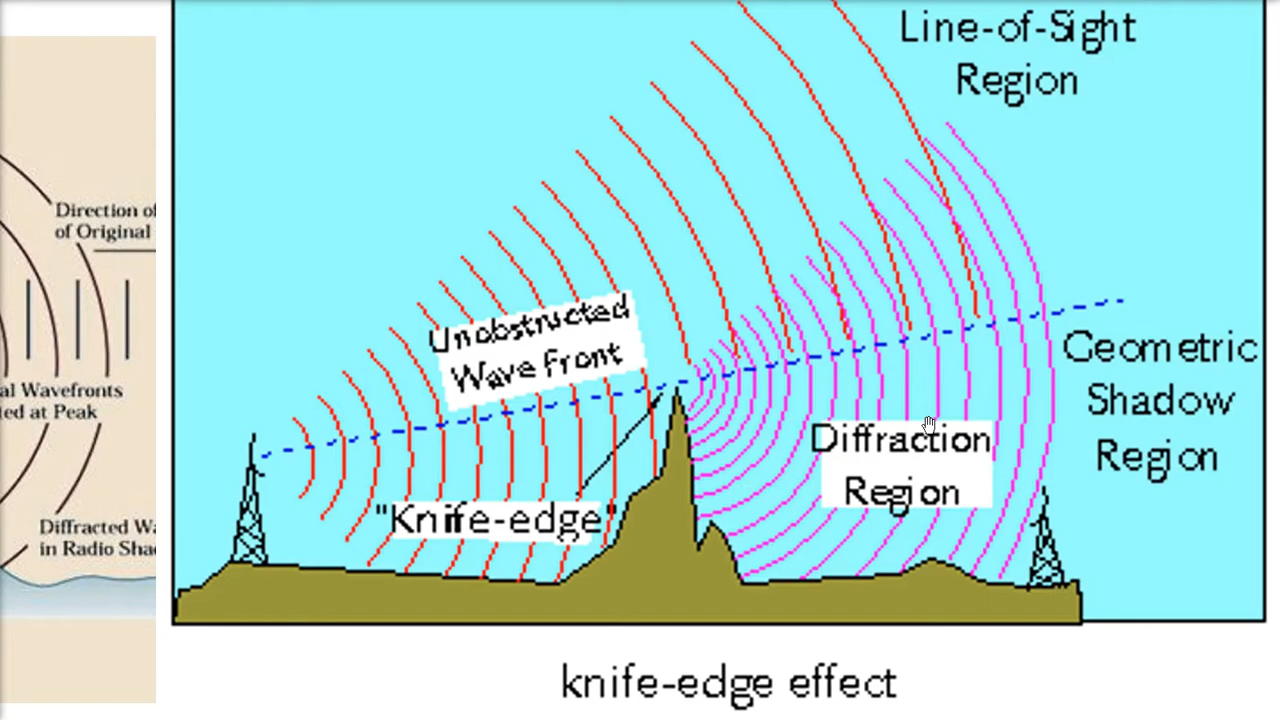 Direction of
of Original
al Wavefronts
ed at Peak
Diffracted Wa
in Radio Sha
Line-of-Sight
Region
Unobstructed
Wave Front
"Knife-edge"
Geometric
Shadow
Region
Diffraction
Region
knife-edge effect